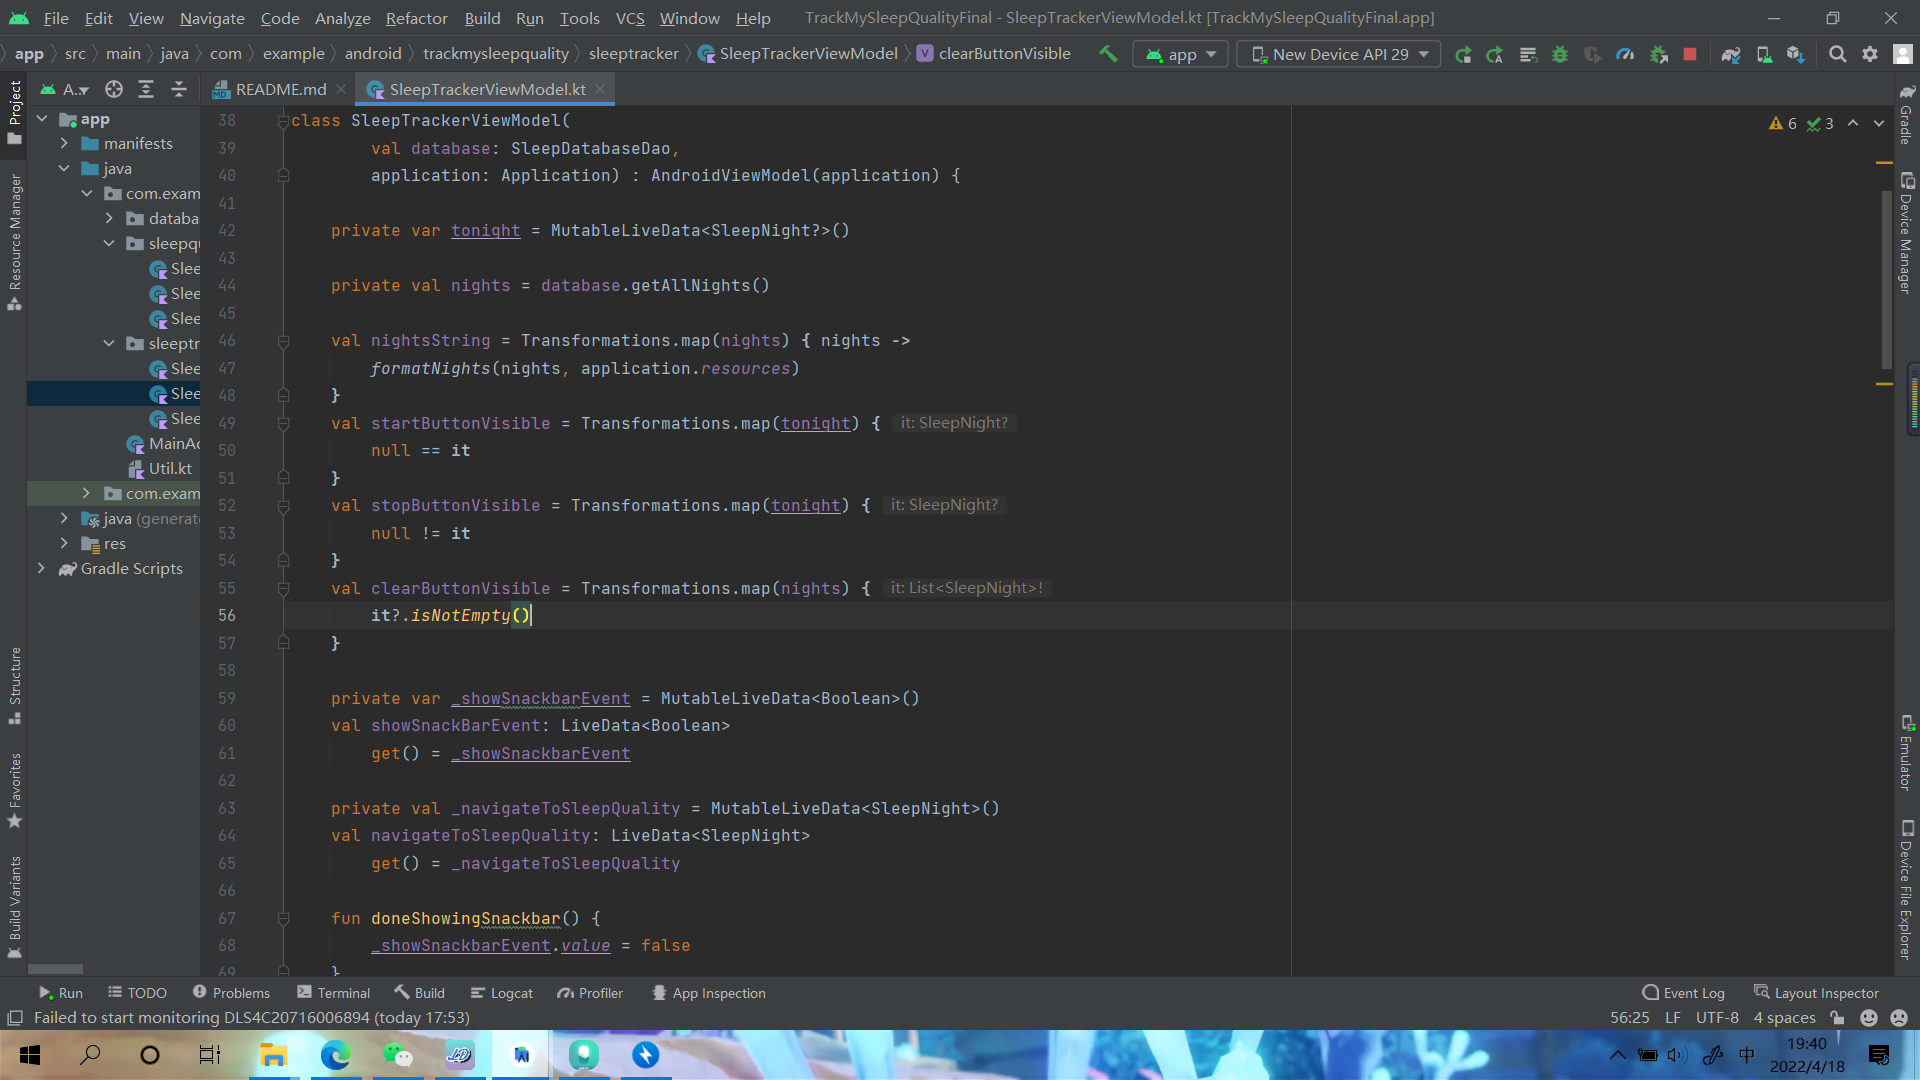 File Edit View Navigate Code Analyze Refactor Build Run Tools VCS Window Help TrackMySleepQualityFinal - SleepTrackerViewModel.kt [TrackMySleepQualityFinal.app]
app src main java com example android trackmysleepquality sleeptracker SleepTrackerViewModel clearButtonVisible app New Device API 29
A... README.md SleepTrackerViewModel.kt
Project
Resource Manager
Structure
Favorites
Build Variants
app
manifests
java
com.exam
databa
sleepqu
Slee
Slee
Slee
sleeptr
Slee
Slee
Slee
MainAc
Util.kt
com.exam
java (generate
res
Gradle Scripts
6 3
38 class SleepTrackerViewModel(
39 val database: SleepDatabaseDao,
40 application: Application) : AndroidViewModel(application) {
41
42 private var tonight = MutableLiveData<SleepNight?>()
43
44 private val nights = database.getAllNights()
45
46 val nightsString = Transformations.map(nights) { nights ->
47 formatNights(nights, application.resources)
48 }
49 val startButtonVisible = Transformations.map(tonight) { it: SleepNight?
50 null == it
51 }
52 val stopButtonVisible = Transformations.map(tonight) { it: SleepNight?
53 null != it
54 }
55 val clearButtonVisible = Transformations.map(nights) { it: List<SleepNight>!
56 it?.isNotEmpty()
57 }
58
59 private var _showSnackbarEvent = MutableLiveData<Boolean>()
60 val showSnackBarEvent: LiveData<Boolean>
61 get() = _showSnackbarEvent
62
63 private val _navigateToSleepQuality = MutableLiveData<SleepNight>()
64 val navigateToSleepQuality: LiveData<SleepNight>
65 get() = _navigateToSleepQuality
66
67 fun doneShowingSnackbar() {
68 _showSnackbarEvent.value = false
69 }
Gradle
Device Manager
Emulator
Device File Explorer
Run TODO Problems Terminal Build Logcat Profiler App Inspection Event Log Layout Inspector
Failed to start monitoring DLS4C20716006894 (today 17:53) 56:25 LF UTF-8 4 spaces
中 19:40
2022/4/18